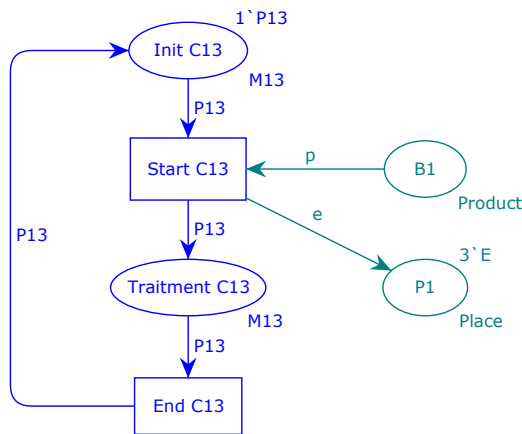 1`P13
Init C13
M13
P13
Start C13
p
B1
Product
e
P13
P13
3`E
P1
Place
Traitment C13
M13
P13
End C13